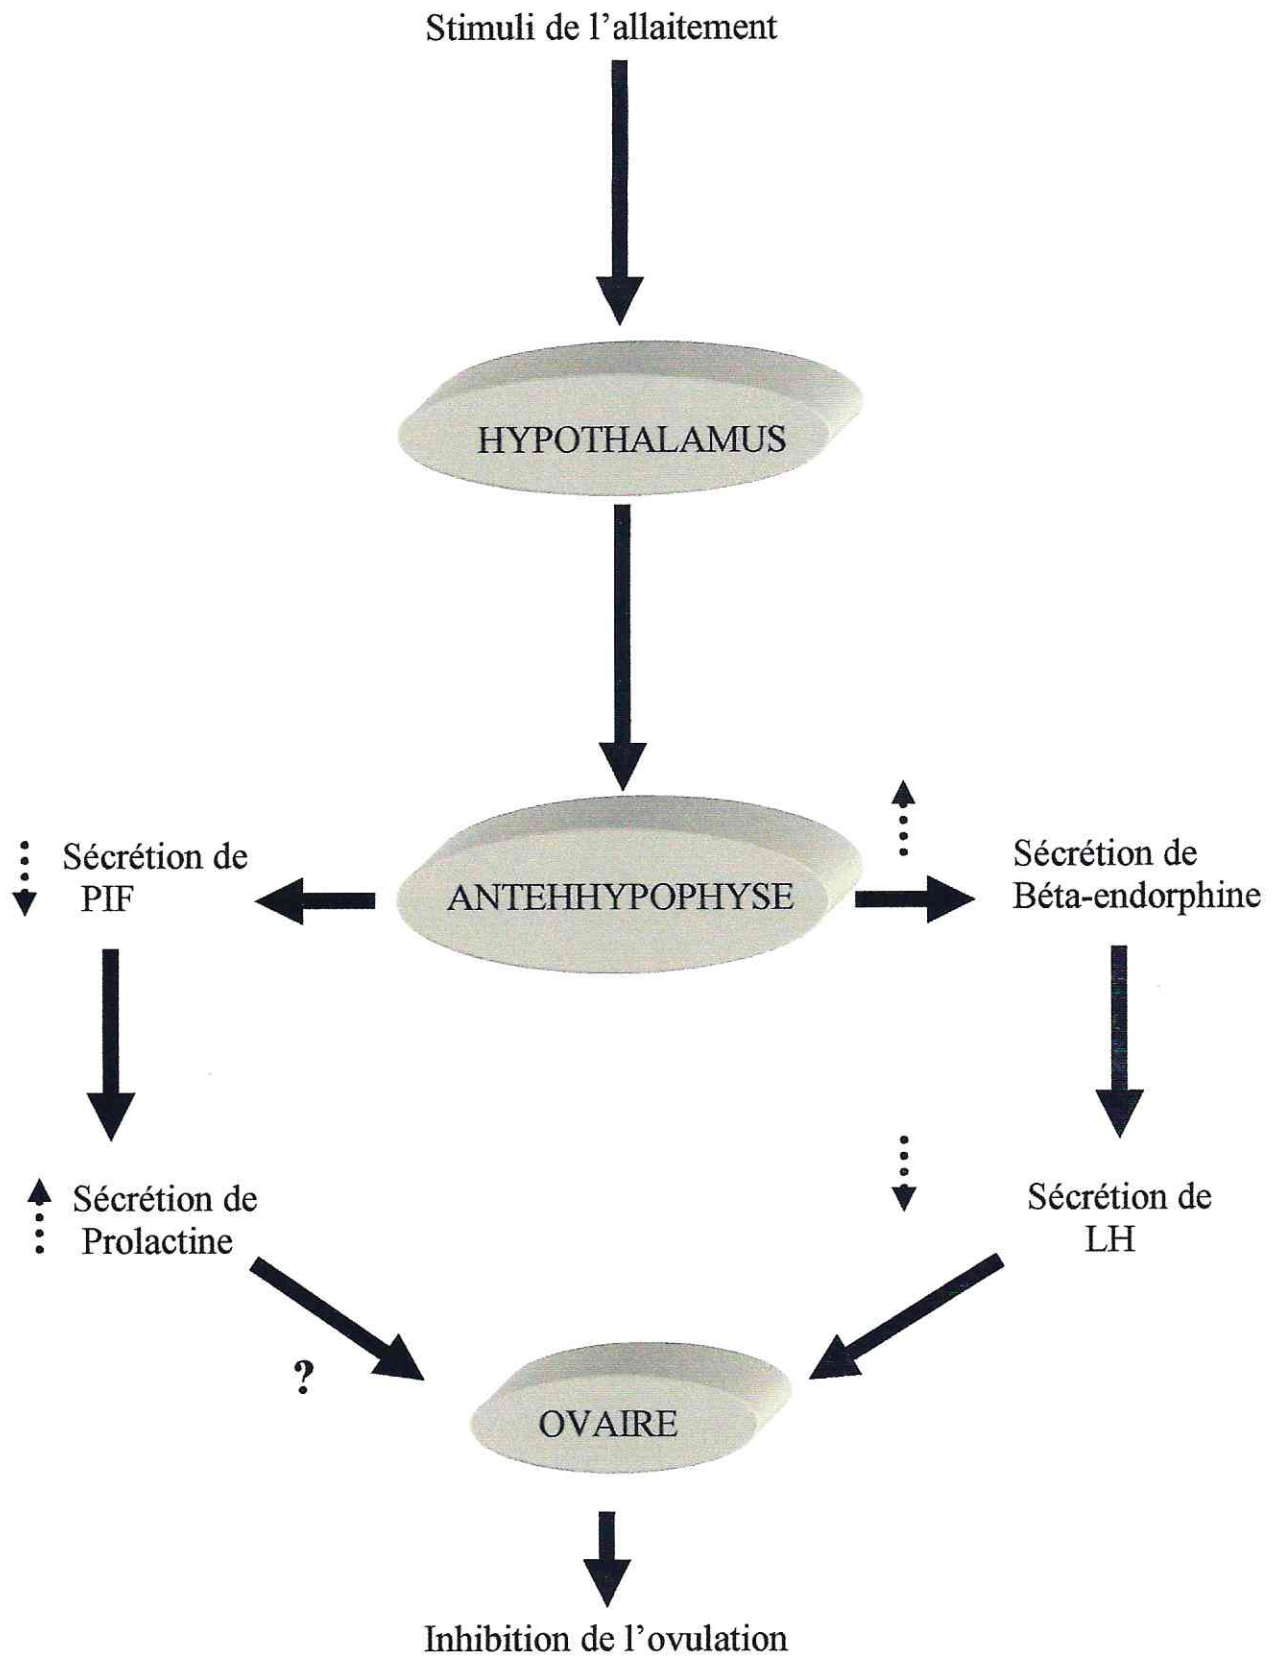 Stimuli de l'allaitement
HYPOTHALAMUS
Sécrétion de
PIF
ANTEHHYPOPHYSE
Sécrétion de
Béta-endorphine
Sécrétion de
Prolactine
Sécrétion de
LH
?
OVAIRE
Inhibition de l'ovulation